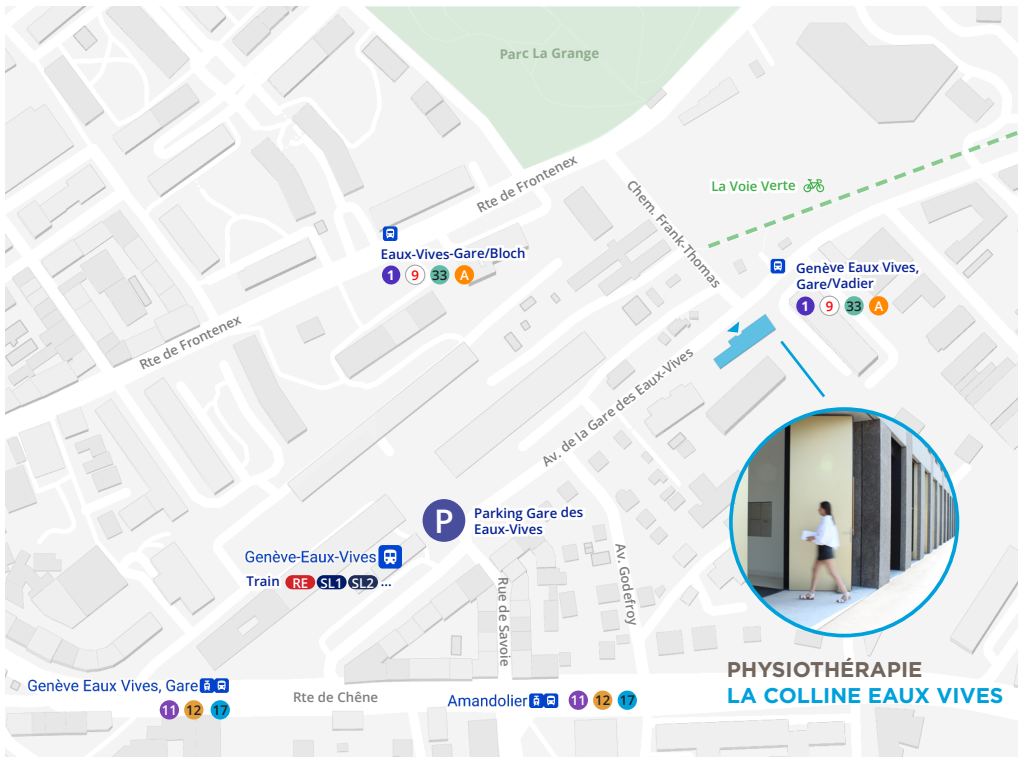 Parc La Grange
Rte de Frontenex
Chem. Frank-Thomas
La Voie Verte
Eaux-Vives-Gare/Bloch
1 9 33 A
Genève Eaux Vives,
Gare/Vadier
1 9 33 A
Rte de Frontenex
Av. de la Gare des Eaux-Vives
P
Parking Gare des
Eaux-Vives
Genève-Eaux-Vives
Train RE SL1 SL2 ...
Rue de Savoie
Av. Godefroy
Genève Eaux Vives, Gare
11 12 17
Rte de Chêne
Amandolier 11 12 17
PHYSIOTHÉRAPIE
LA COLLINE EAUX VIVES